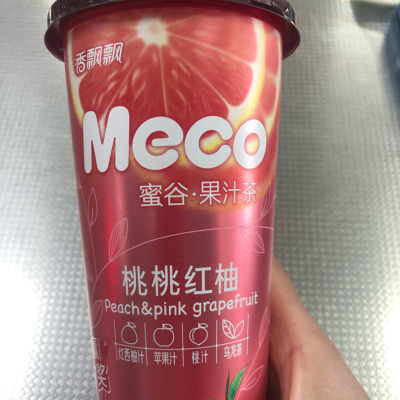 香飘飘
Meco
蜜谷·果汁茶
桃桃红柚
Peach&pink grapefruit
红西柚汁 苹果汁 桃汁 乌龙茶